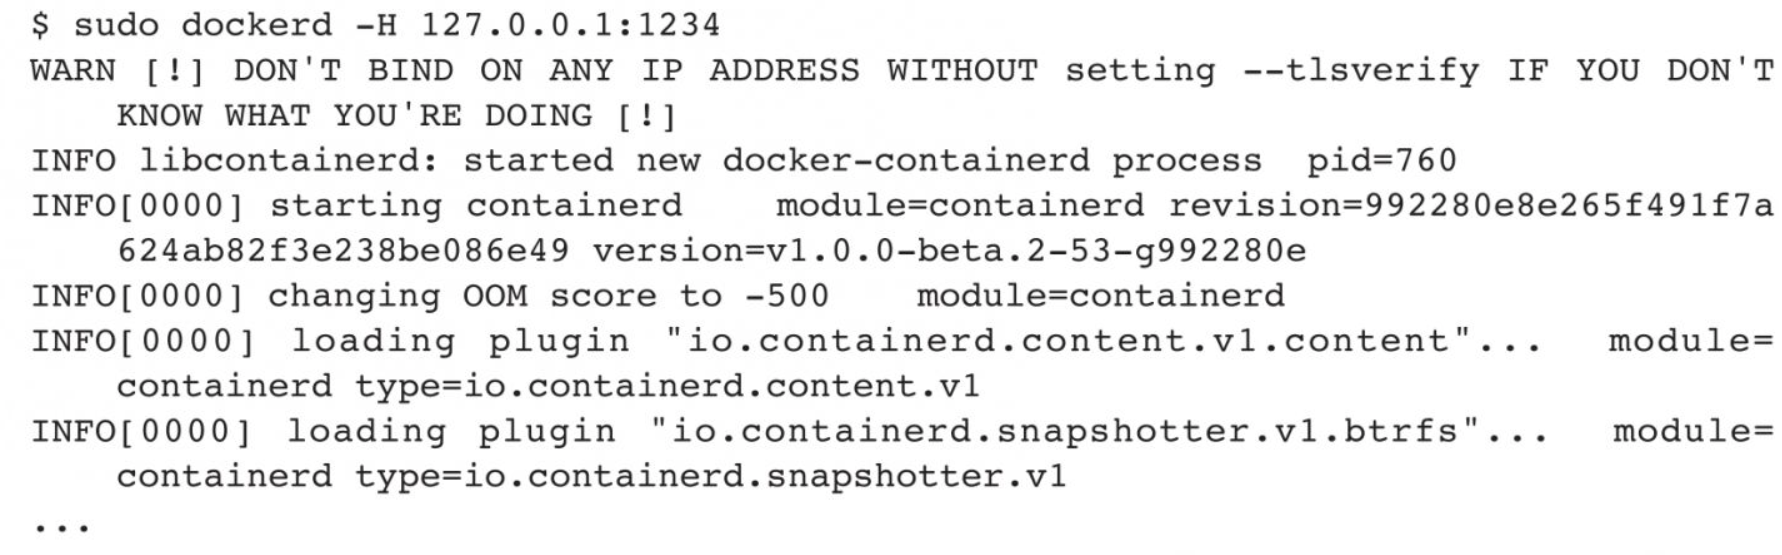 $ sudo dockerd -H 127.0.0.1:1234
WARN [!] DON'T BIND ON ANY IP ADDRESS WITHOUT setting --tlsverify IF YOU DON'T
KNOW WHAT YOU'RE DOING [!]
INFO libcontainerd: started new docker-containerd process pid=760
INFO[0000] starting containerd module=containerd revision=992280e8e265f491f7a
624ab82f3e238be086e49 version=v1.0.0-beta.2-53-g992280e
INFO[0000] changing OOM score to -500 module=containerd
INFO[0000] loading plugin "io.containerd.content.v1.content"... module=
containerd type=io.containerd.content.v1
INFO[0000] loading plugin "io.containerd.snapshotter.v1.btrfs"... module=
containerd type=io.containerd.snapshotter.v1
...